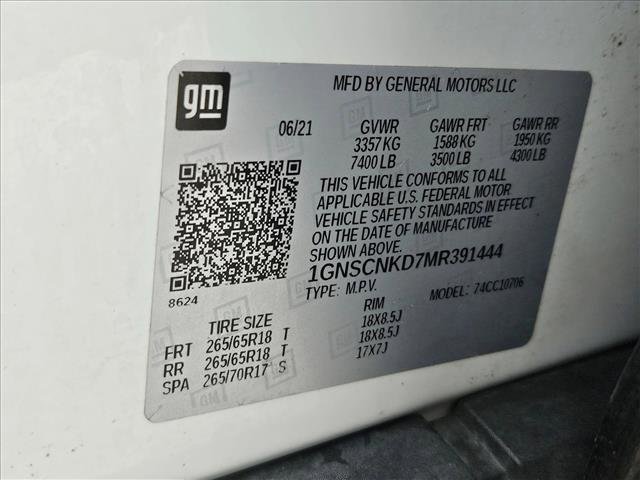 gm
MFD BY GENERAL MOTORS LLC
06/21 GVWR GAWR FRT GAWR RR
3357 KG 1588 KG 1950 KG
7400 LB 3500 LB 4300 LB
THIS VEHICLE CONFORMS TO ALL
APPLICABLE U.S. FEDERAL MOTOR
VEHICLE SAFETY STANDARDS IN EFFECT
ON THE DATE OF MANUFACTURE
SHOWN ABOVE.
1GNSCNKD7MR391444
8624
TYPE: M.P.V. MODEL: 74CC10706
TIRE SIZE RIM
FRT 265/65R18 T 18X8.5J
RR 265/65R18 T 18X8.5J
SPA 265/70R17 S 17X7J